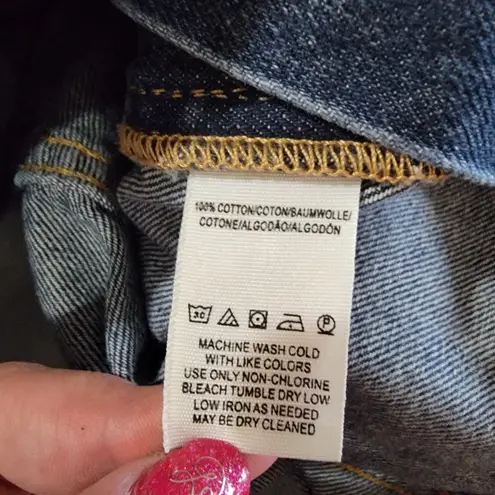 100% COTTON/COTON/BAUMWOLLE/
COTONE/ALGODÃO/ALGODÓN
30
P
MACHINE WASH COLD
WITH LIKE COLORS
USE ONLY NON-CHLORINE
BLEACH TUMBLE DRY LOW
LOW IRON AS NEEDED
MAY BE DRY CLEANED